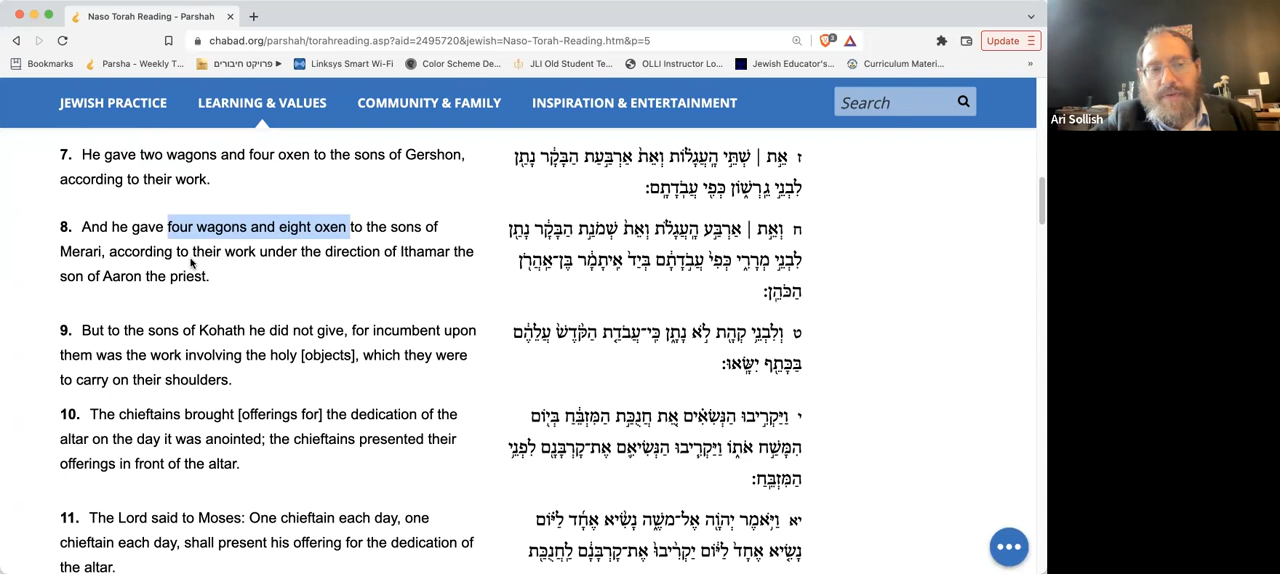 Naso Torah Reading - Parshah
chabad.org/parshah/torahreading.asp?aid=2495720&jewish=Naso-Torah-Reading.htm&p=5
Update
Bookmarks
Parsha - Weekly T...
פרויקט חיבורים
Linksys Smart Wi-Fi
Color Scheme De...
JLI Old Student Te...
OLLI Instructor Lo...
Jewish Educator's...
Curriculum Materi...
JEWISH PRACTICE
LEARNING & VALUES
COMMUNITY & FAMILY
INSPIRATION & ENTERTAINMENT
Search
Ari Sollish
7. He gave two wagons and four oxen to the sons of Gershon,
according to their work.
ז אֵ֣ת | שְׁתֵּ֣י הָֽעֲגָל֗וֹת וְאֵת֙ אַרְבַּ֣עַת הַבָּקָ֔ר נָתַ֖ן
לִבְנֵ֣י גֵֽרְשׁ֑וֹן כְּפִ֖י עֲבֹֽדָתָֽם:
8. And he gave four wagons and eight oxen to the sons of
Merari, according to their work under the direction of Ithamar the
son of Aaron the priest.
ח וְאֵ֣ת | אַרְבַּ֣ע הָֽעֲגָלֹ֗ת וְאֵת֙ שְׁמֹנַ֣ת הַבָּקָ֔ר נָתַ֖ן
לִבְנֵ֣י מְרָרִ֑י כְּפִי֙ עֲבֹ֣דָתָ֔ם בְּיַד֙ אִֽיתָמָ֔ר בֶּן־אַֽהֲרֹ֖ן
הַכֹּהֵֽן:
9. But to the sons of Kohath he did not give, for incumbent upon
them was the work involving the holy [objects], which they were
to carry on their shoulders.
ט וְלִבְנֵ֥י קְהָ֖ת לֹ֣א נָתָ֑ן כִּֽי־עֲבֹדַ֤ת הַקֹּ֨דֶשׁ֙ עֲלֵהֶ֔ם
בַּכָּתֵ֖ף יִשָּֽׂאוּ:
10. The chieftains brought [offerings for] the dedication of the
altar on the day it was anointed; the chieftains presented their
offerings in front of the altar.
י וַיַּקְרִ֣יבוּ הַנְּשִׂאִ֗ים אֵ֚ת חֲנֻכַּ֣ת הַמִּזְבֵּ֔חַ בְּי֖וֹם
הִמָּשַׁ֣ח אֹת֑וֹ וַיַּקְרִ֧יבוּ הַנְּשִׂיאִ֛ם אֶת־קָרְבָּנָ֖ם לִפְנֵ֥י
הַמִּזְבֵּֽחַ:
11. The Lord said to Moses: One chieftain each day, one
chieftain each day, shall present his offering for the dedication of
the altar.
יא וַיֹּ֥אמֶר יְהֹוָ֖ה אֶל־משֶׁ֑ה נָשִׂ֨יא אֶחָ֜ד לַיּ֗וֹם
נָשִׂ֤יא אֶחָד֙ לַיּ֔וֹם יַקְרִ֨יבוּ֙ אֶת־קָרְבָּנָ֔ם לַֽחֲנֻכַּ֖ת